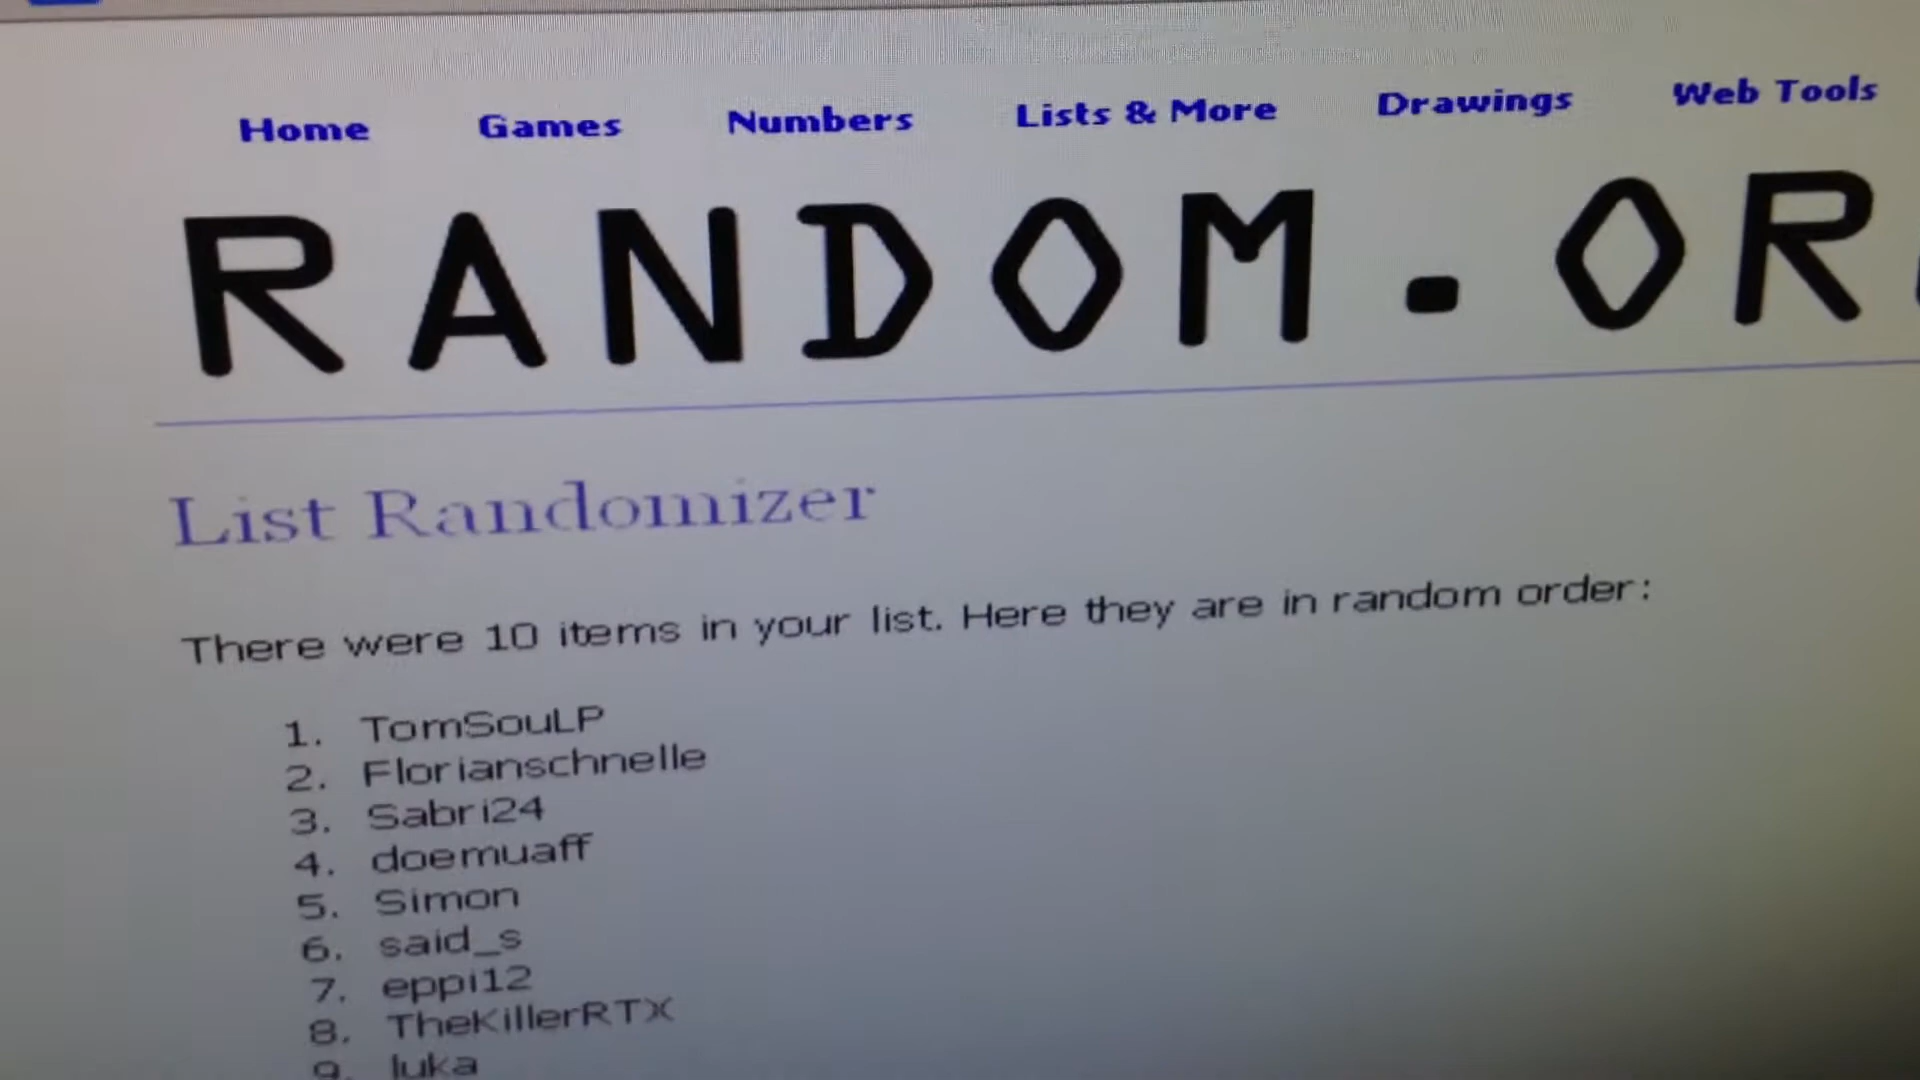 Home Games Numbers Lists & More Drawings Web Tools
RANDOM.OR
List Randomizer
There were 10 items in your list. Here they are in random order:
1. TomSouLP
2. Florianschnelle
3. Sabri24
4. doemuaff
5. Simon
6. said_s
7. eppi12
8. TheKillerRTX
9. luka